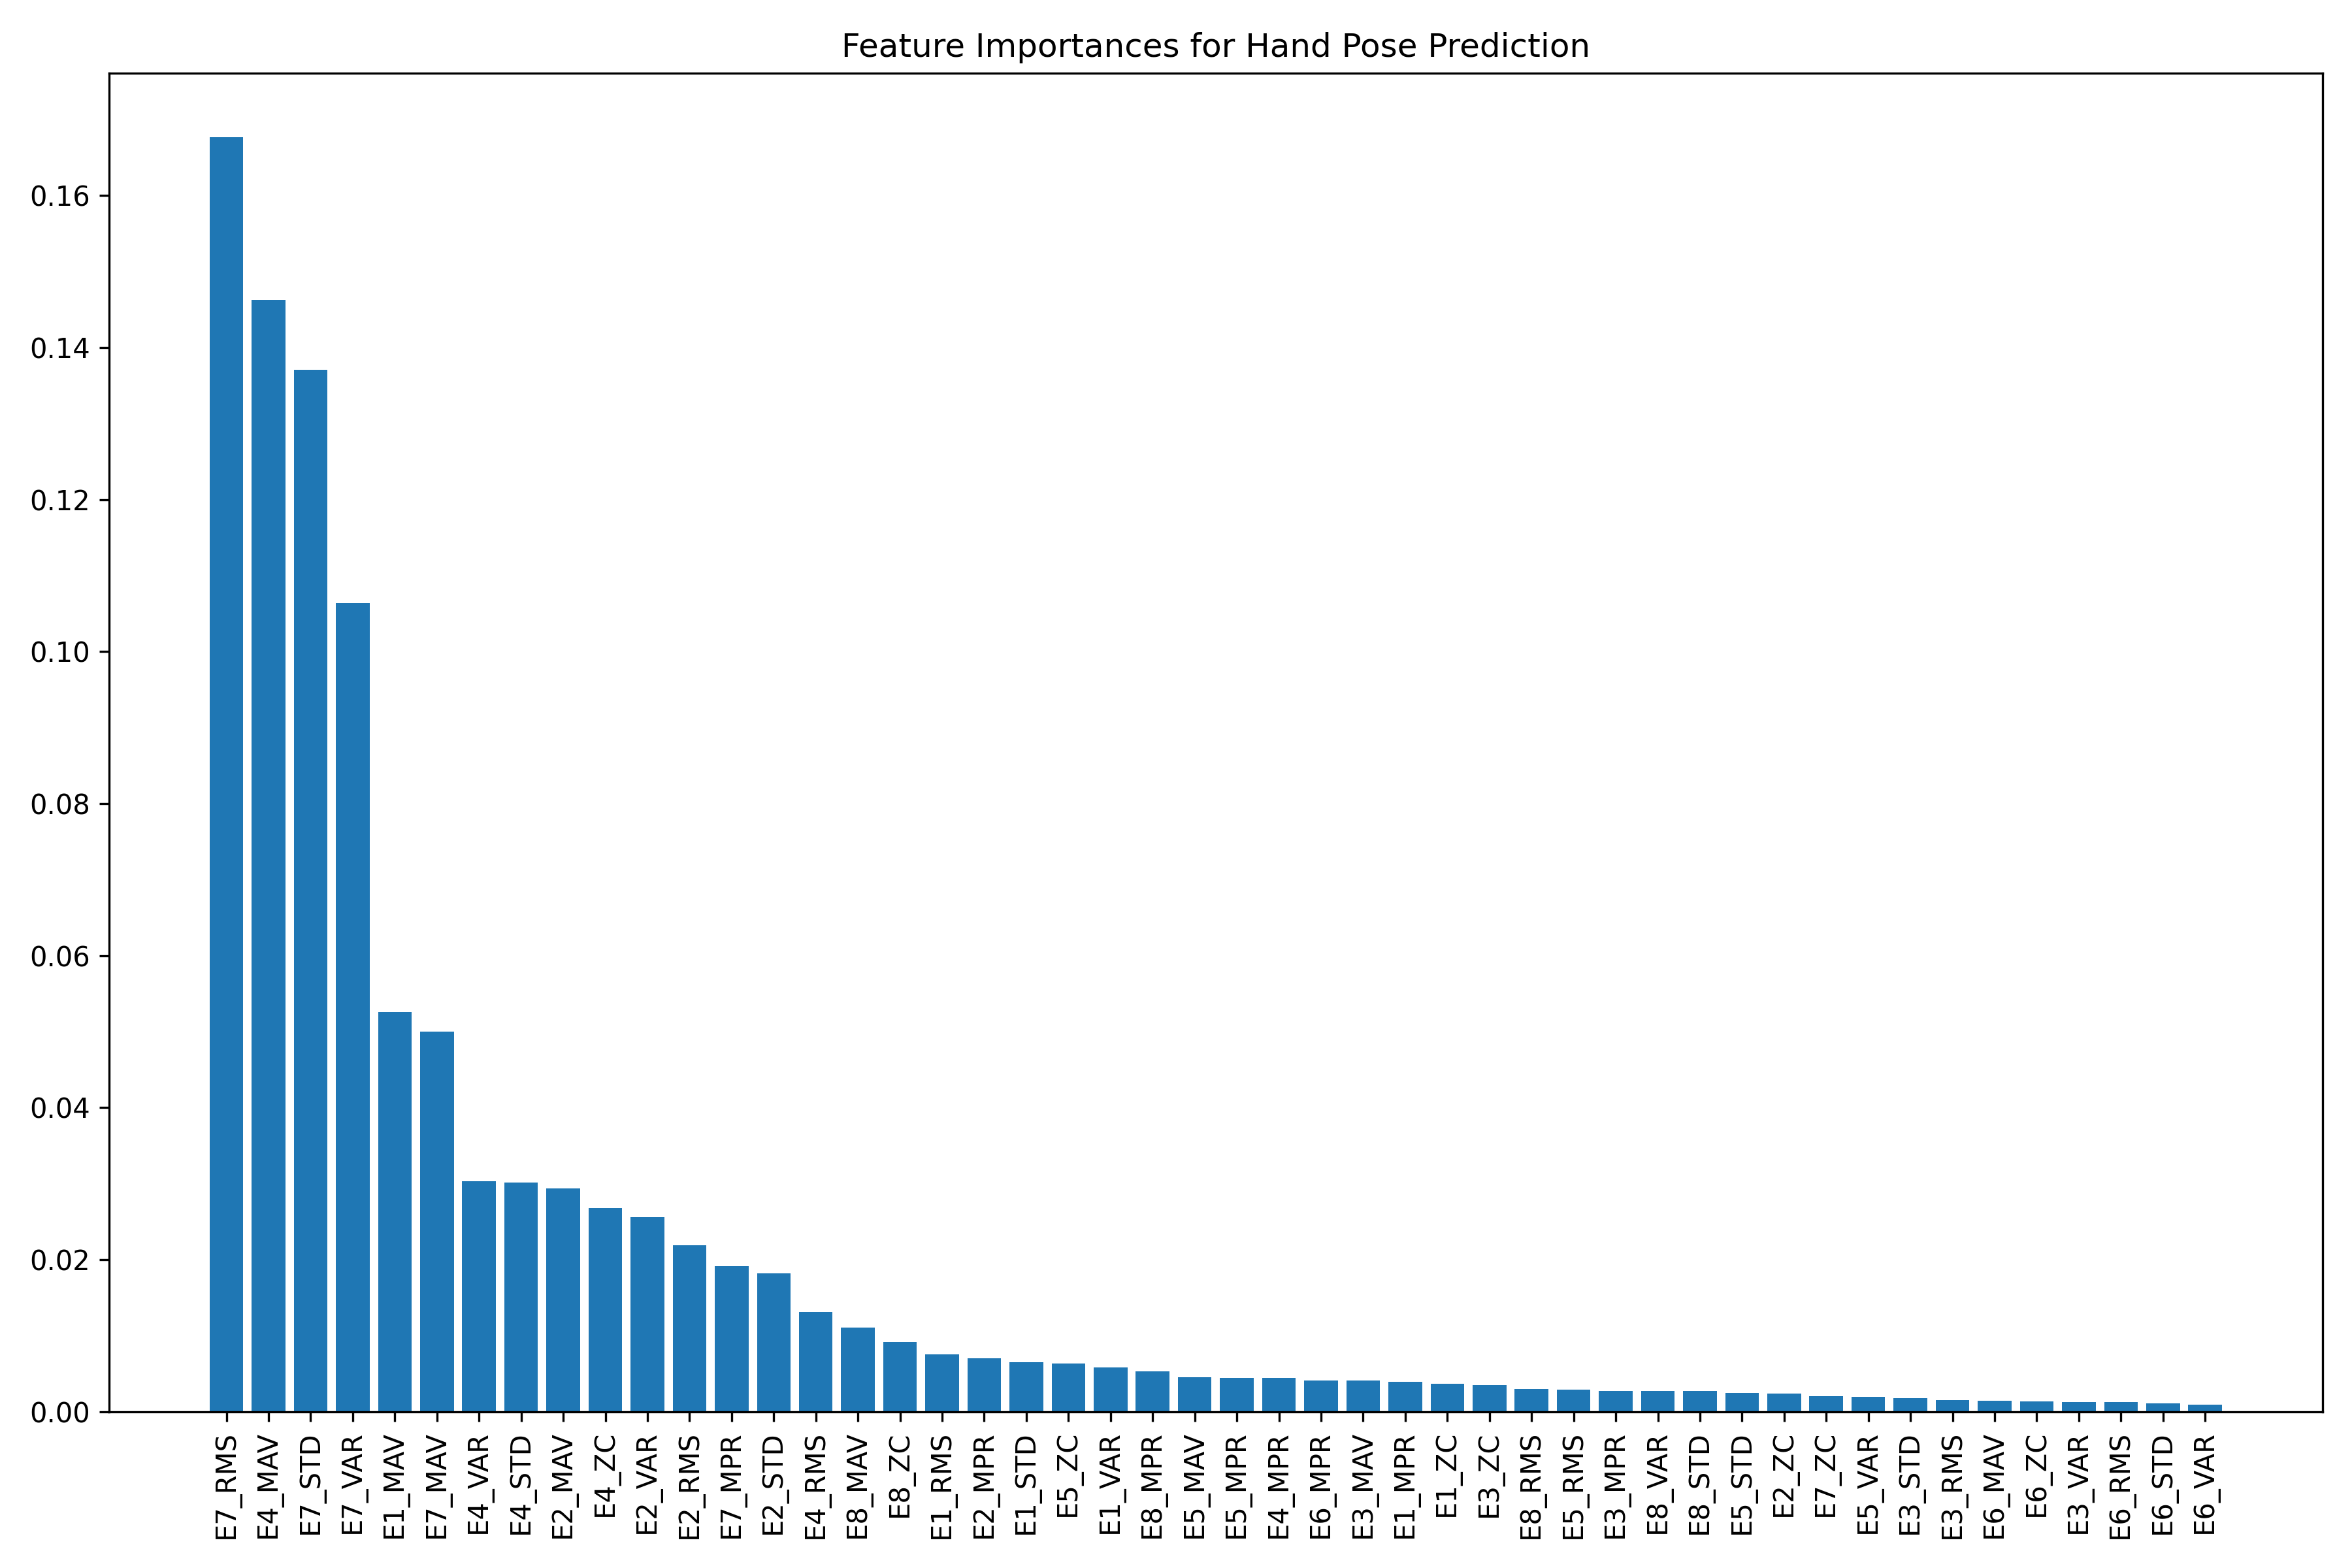 Feature Importances for Hand Pose Prediction
0.16
0.14
0.12
0.10
0.08
0.06
0.04
0.02
0.00
E7_RMS
E4_MAV
E7_STD
E7_VAR
E1_MAV
E7_MAV
E4_VAR
E4_STD
E2_MAV
E4_ZC
E2_VAR
E2_RMS
E7_MPR
E2_STD
E4_RMS
E8_MAV
E8_ZC
E1_RMS
E2_MPR
E1_STD
E5_ZC
E1_VAR
E8_MPR
E5_MAV
E5_MPR
E4_MPR
E6_MPR
E3_MAV
E1_MPR
E1_ZC
E3_ZC
E8_RMS
E5_RMS
E3_MPR
E8_VAR
E8_STD
E5_STD
E2_ZC
E7_ZC
E5_VAR
E3_STD
E3_RMS
E6_MAV
E6_ZC
E3_VAR
E6_RMS
E6_STD
E6_VAR